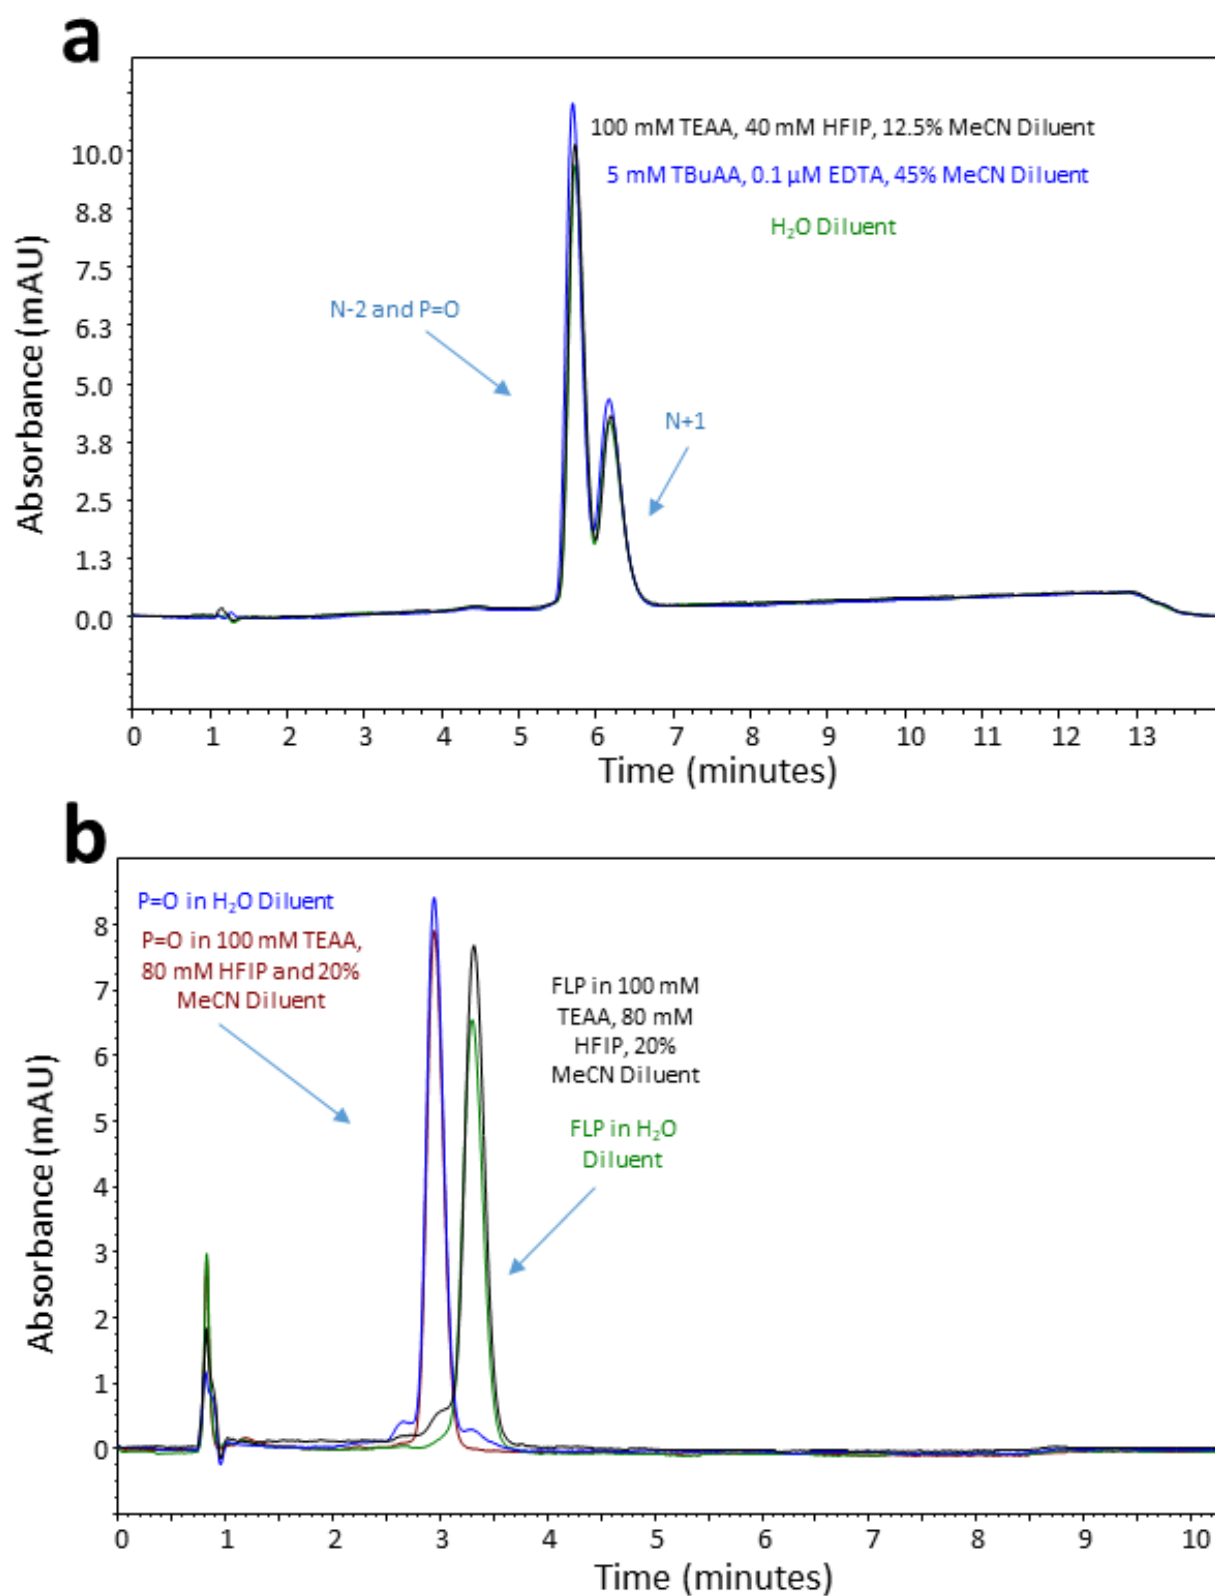 a
100 mM TEAA, 40 mM HFIP, 12.5% MeCN Diluent
5 mM TBuAA, 0.1 µM EDTA, 45% MeCN Diluent
H₂O Diluent
N-2 and P=O
N+1
Absorbance (mAU)
10.0
8.8
7.5
6.3
5.0
3.8
2.5
1.3
0.0
0 1 2 3 4 5 6 7 8 9 10 11 12 13
Time (minutes)
b
P=O in H₂O Diluent
P=O in 100 mM TEAA,
80 mM HFIP and 20%
MeCN Diluent
FLP in 100 mM
TEAA, 80 mM
HFIP, 20%
MeCN Diluent
FLP in H₂O
Diluent
Absorbance (mAU)
8
7
6
5
4
3
2
1
0
0 1 2 3 4 5 6 7 8 9 10
Time (minutes)